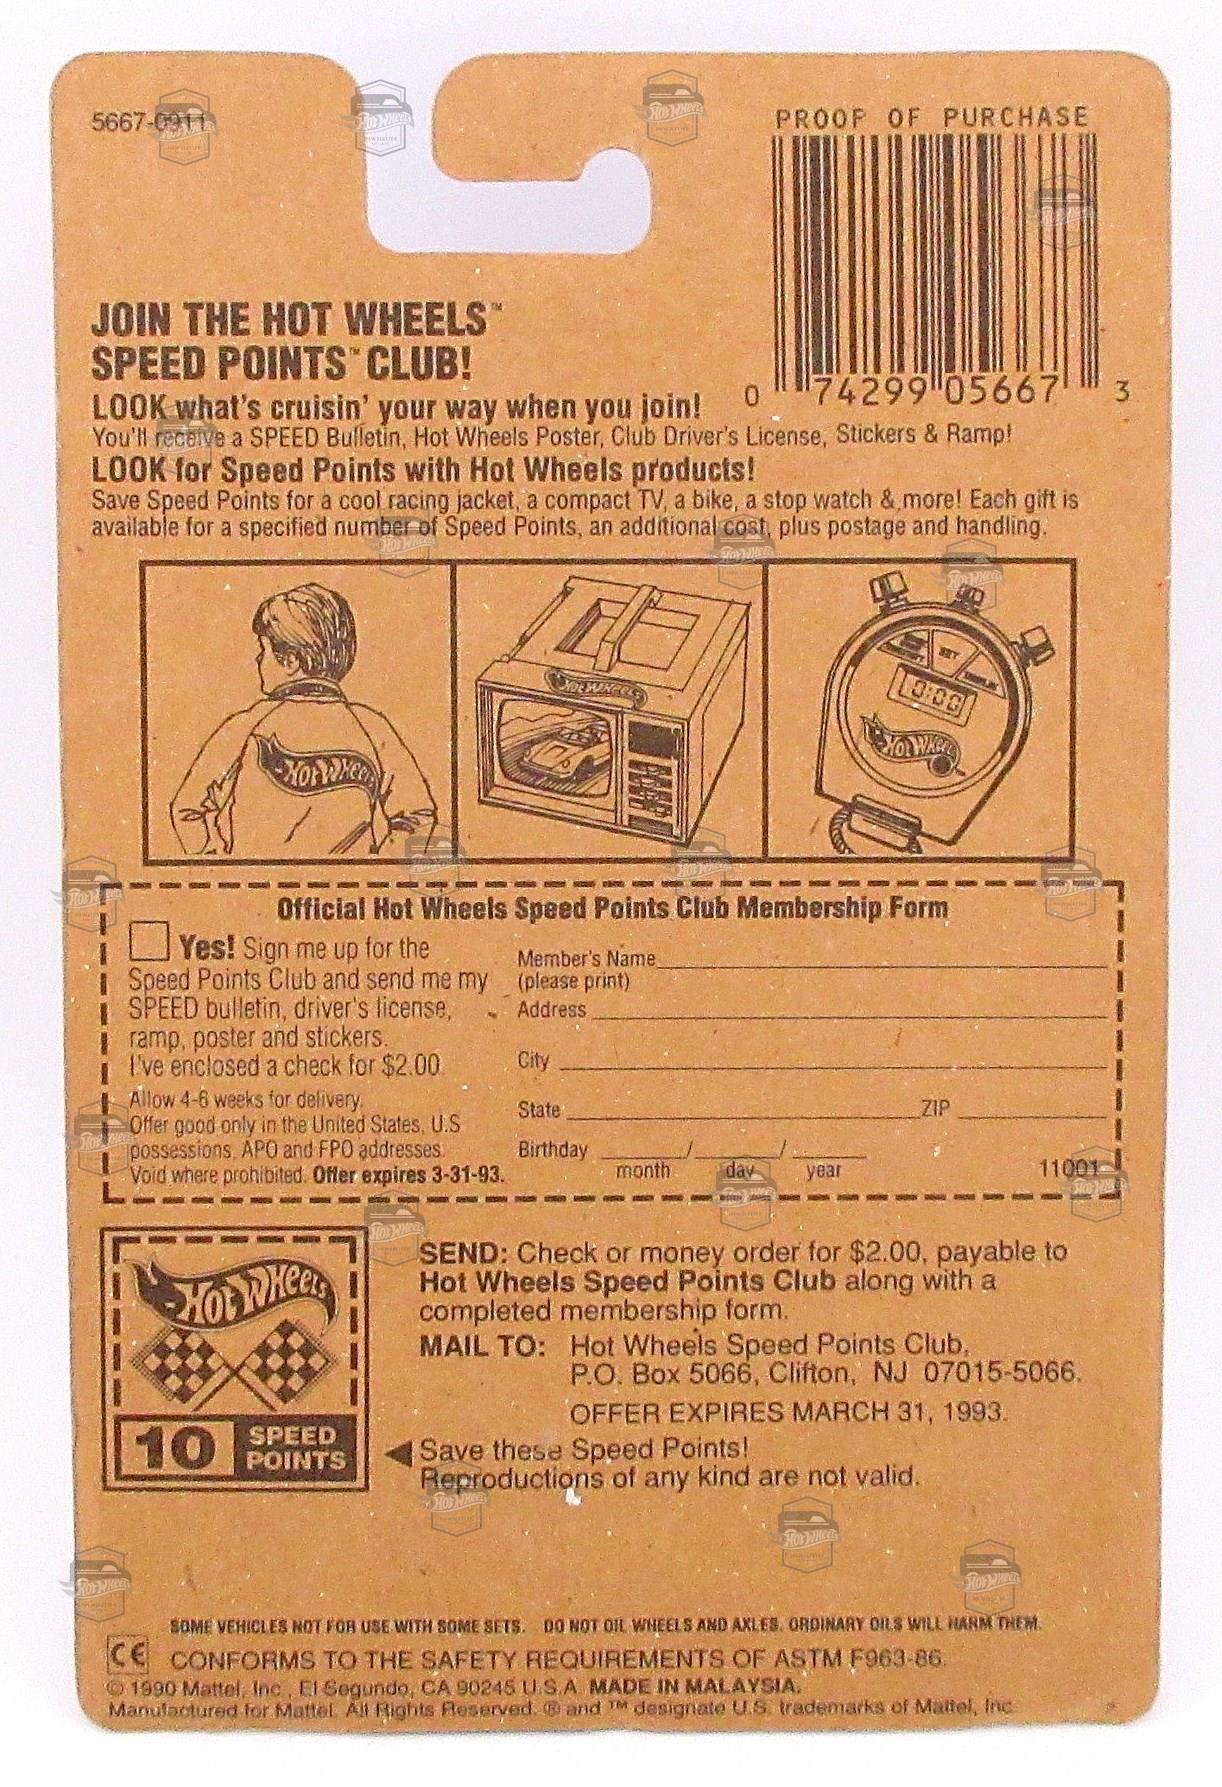 5667-0911
PROOF OF PURCHASE
0 74299 05667 3
JOIN THE HOT WHEELS™
SPEED POINTS™ CLUB!
LOOK what's cruisin' your way when you join!
You'll receive a SPEED Bulletin, Hot Wheels Poster, Club Driver's License, Stickers & Ramp!
LOOK for Speed Points with Hot Wheels products!
Save Speed Points for a cool racing jacket, a compact TV, a bike, a stop watch & more! Each gift is
available for a specified number of Speed Points, an additional cost, plus postage and handling.
Hot Wheels
Hot Wheels
SET
0:00
Hot Wheels
Official Hot Wheels Speed Points Club Membership Form
Yes! Sign me up for the
Speed Points Club and send me my
SPEED bulletin, driver's license,
ramp, poster and stickers.
I've enclosed a check for $2.00
Allow 4-6 weeks for delivery.
Offer good only in the United States, U.S
possessions, APO and FPO addresses.
Void where prohibited. Offer expires 3-31-93.
Member's Name
(please print)
Address
City
State ZIP
Birthday / /
month day year
11001
Hot Wheels
10 SPEED
POINTS
SEND: Check or money order for $2.00, payable to
Hot Wheels Speed Points Club along with a
completed membership form.
MAIL TO: Hot Wheels Speed Points Club,
P.O. Box 5066, Clifton, NJ 07015-5066.
OFFER EXPIRES MARCH 31, 1993.
Save these Speed Points!
Reproductions of any kind are not valid.
SOME VEHICLES NOT FOR USE WITH SOME SETS. DO NOT OIL WHEELS AND AXLES. ORDINARY OILS WILL HARM THEM.
CE CONFORMS TO THE SAFETY REQUIREMENTS OF ASTM F963-86.
© 1990 Mattel, Inc., El Segundo, CA 90245 U.S.A. MADE IN MALAYSIA.
Manufactured for Mattel. All Rights Reserved. ® and ™ designate U.S. trademarks of Mattel, Inc.